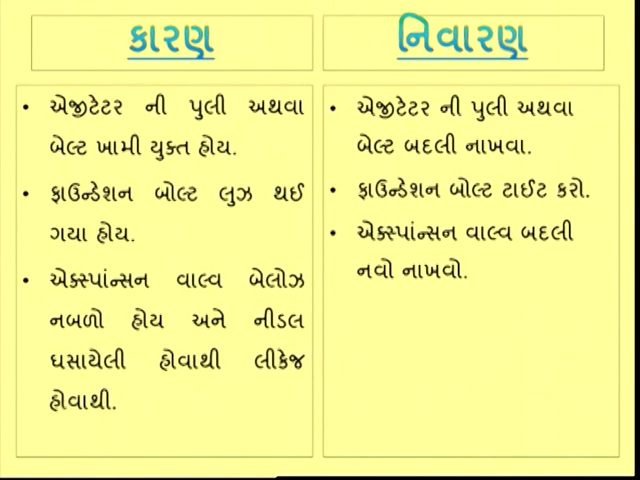 કારણ
નિવારણ
• એજીટેટર ની પુલી અથવા
બેલ્ટ ખામી યુક્ત હોય.
• ફાઉન્ડેશન બોલ્ટ લુઝ થઈ
ગયા હોય.
• એક્સ્પાંન્સન વાલ્વ બેલોઝ
નબળો હોય અને નીડલ
ઘસાયેલી હોવાથી લીકેજ
હોવાથી.
• એજીટેટર ની પુલી અથવા
બેલ્ટ બદલી નાખવા.
• ફાઉન્ડેશન બોલ્ટ ટાઈટ કરો.
• એક્સ્પાંન્સન વાલ્વ બદલી
નવો નાખવો.